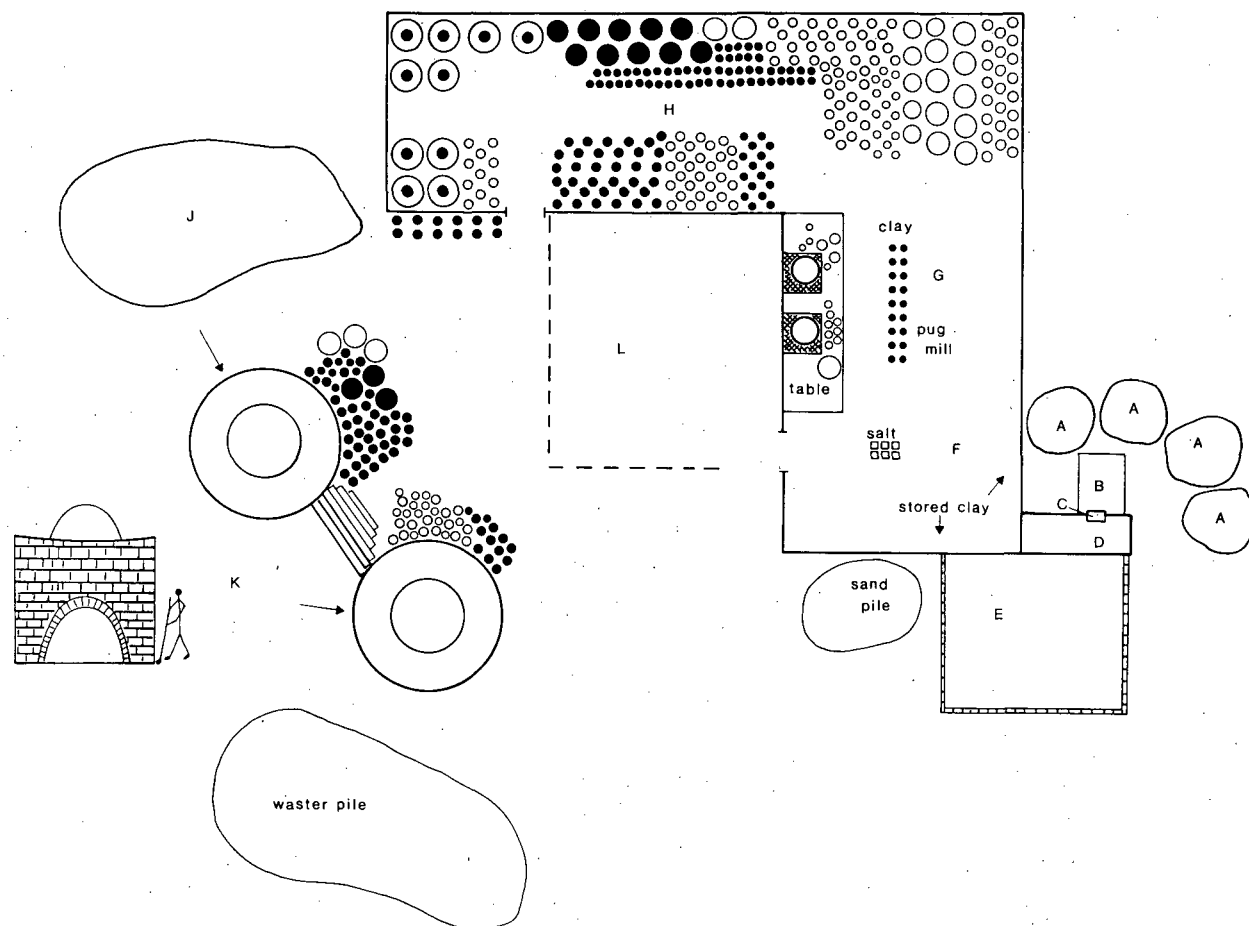 H
J
clay
G
pug
mill
L
table
A
A
A
A
salt
F
B
stored clay
C
D
sand
pile
E
K
waster pile